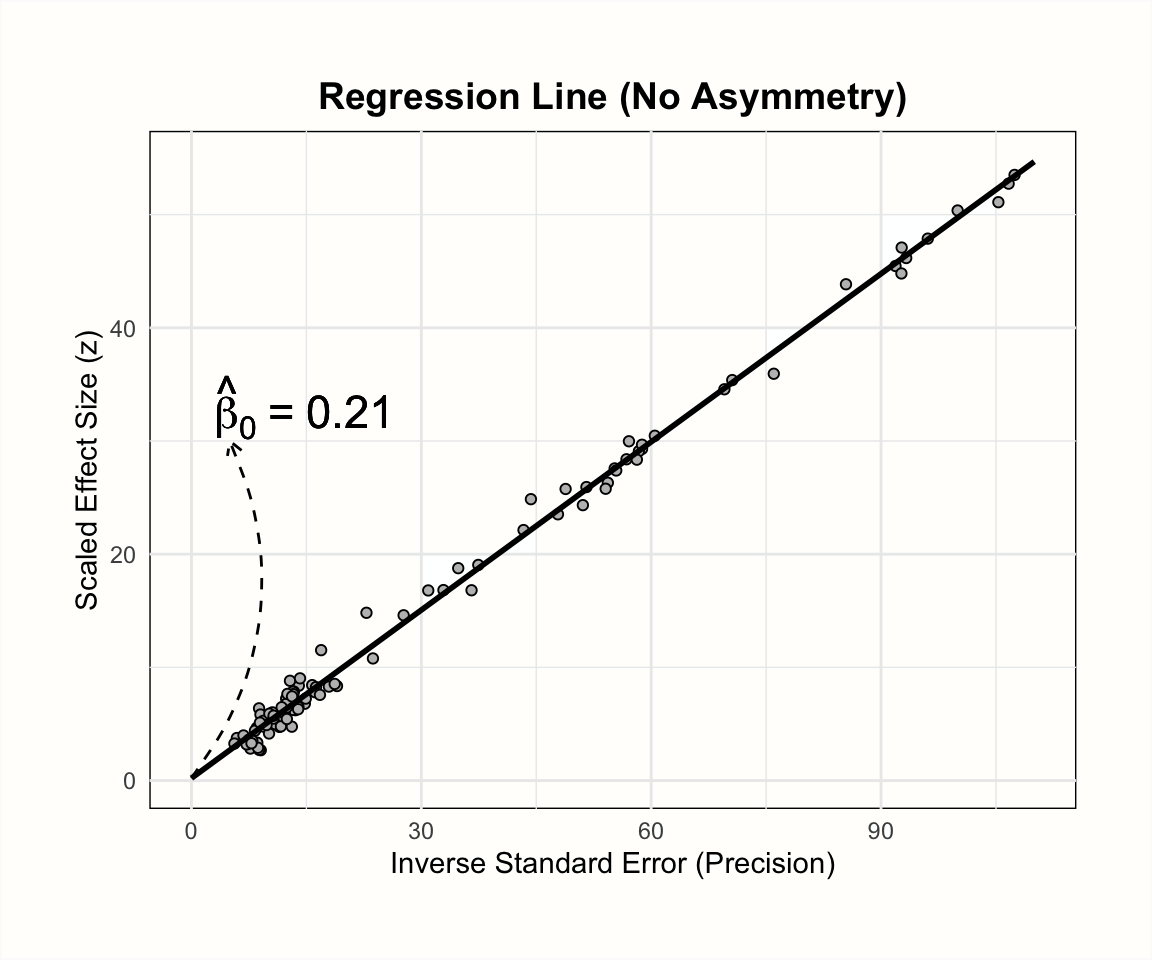 Regression Line (No Asymmetry)
Scaled Effect Size (z)
40
20
0
β̂₀ = 0.21
0 30 60 90
Inverse Standard Error (Precision)